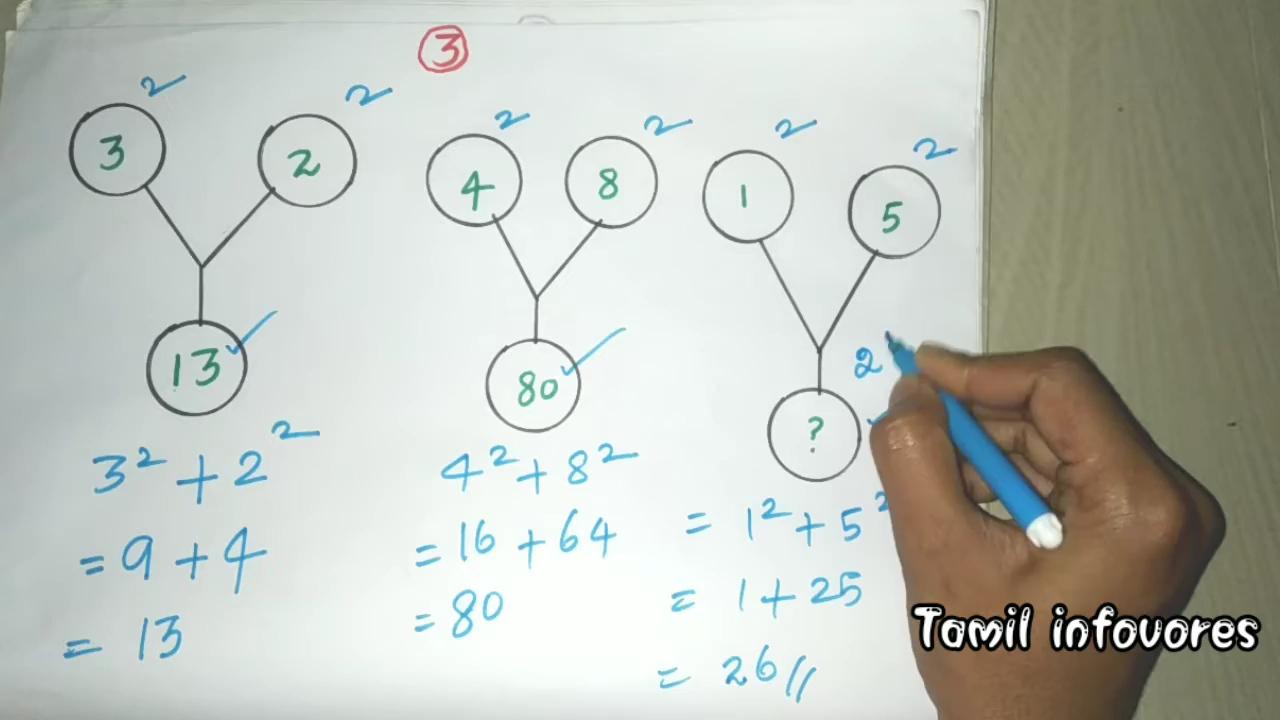 3
3 2 2 2
4 2 8 2
1 2 5 2
13
80
2
?
3² + 2²
= 9 + 4
= 13
4² + 8²
= 16 + 64
= 80
= 1² + 5²
= 1 + 25
= 26 //
Tamil infovores